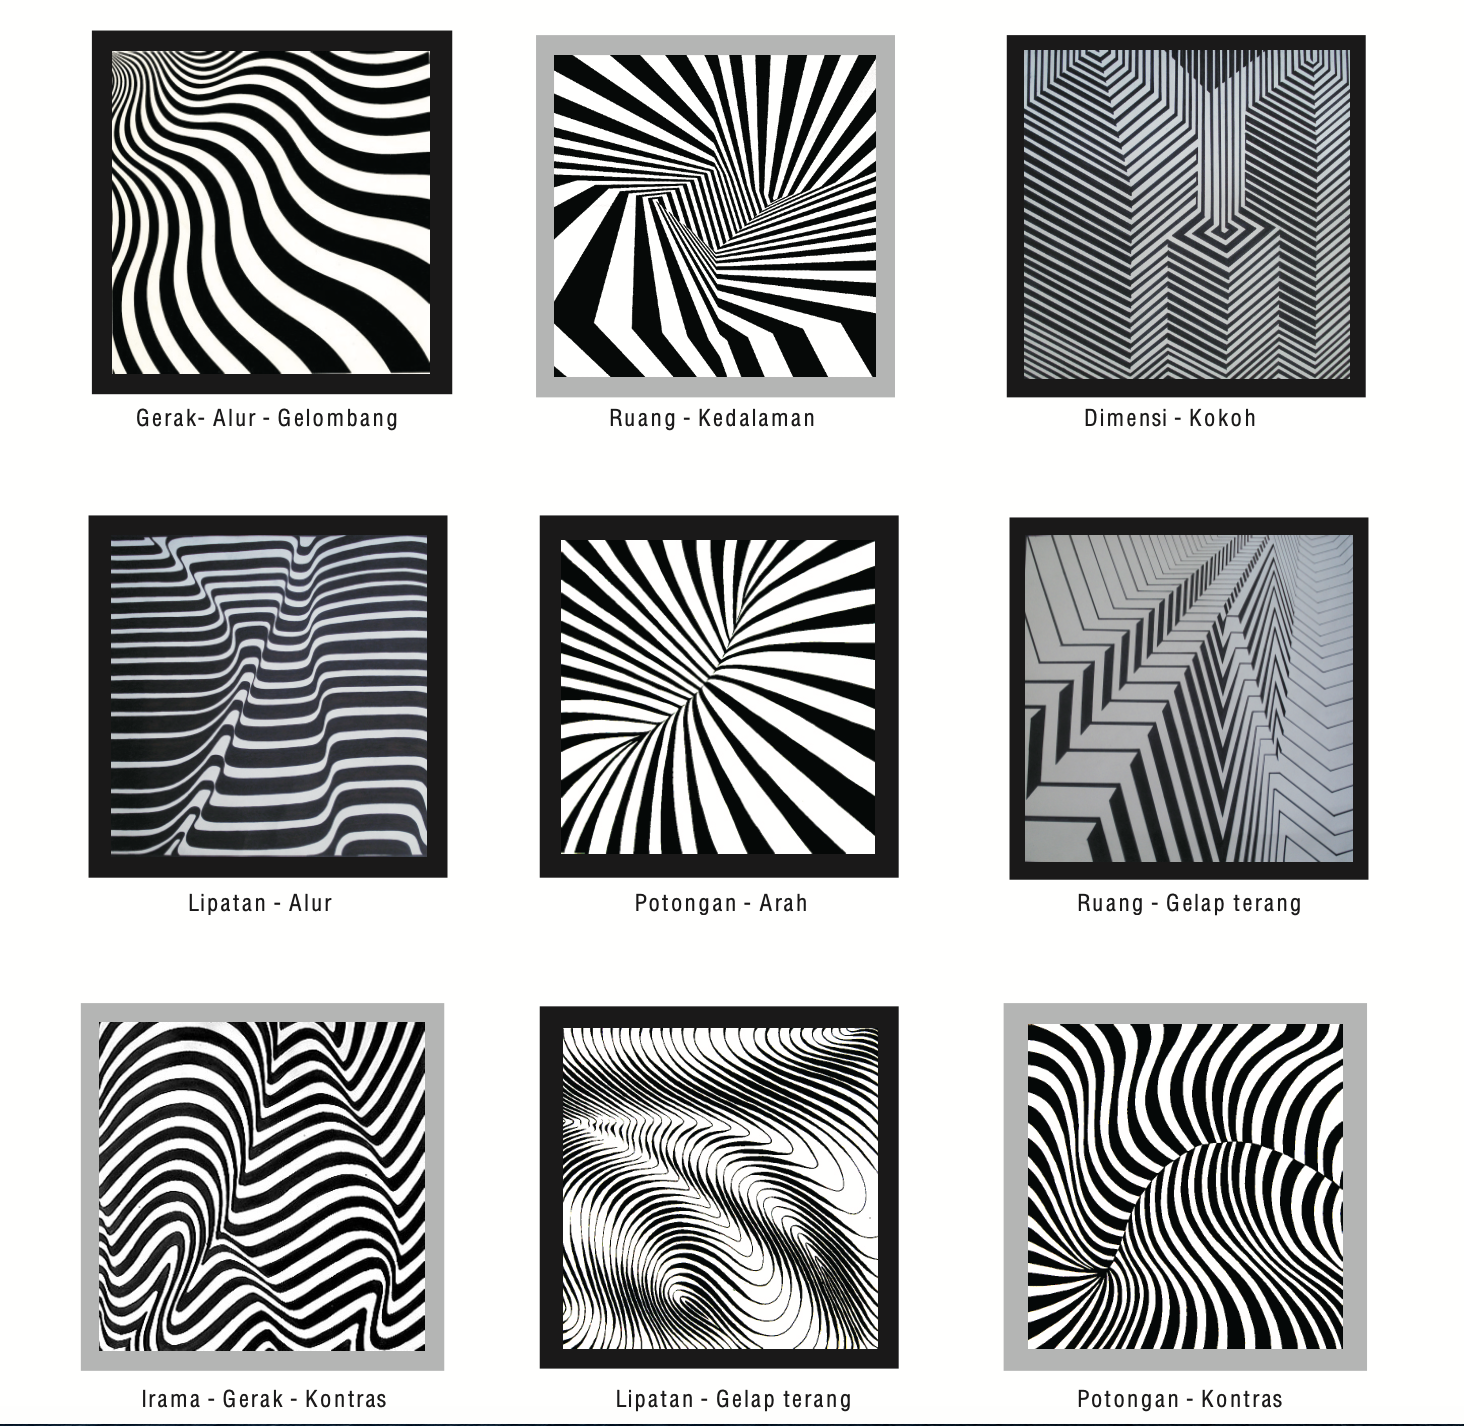 Gerak- Alur - Gelombang
Ruang - Kedalaman
Dimensi - Kokoh
Lipatan - Alur
Potongan - Arah
Ruang - Gelap terang
Irama - Gerak - Kontras
Lipatan - Gelap terang
Potongan - Kontras